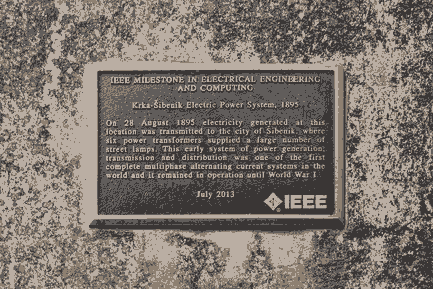 IEEE MILESTONE IN ELECTRICAL ENGINEERING
AND COMPUTING
Krka-Šibenik Electric Power System, 1895
On 28 August 1895 electricity generated at this
location was transmitted to the city of Šibenik, where
six power transformers supplied a large number of
street lamps. This early system of power generation,
transmission and distribution was one of the first
complete multiphase alternating current systems in the
world and it remained in operation until World War I
July 2013
IEEE